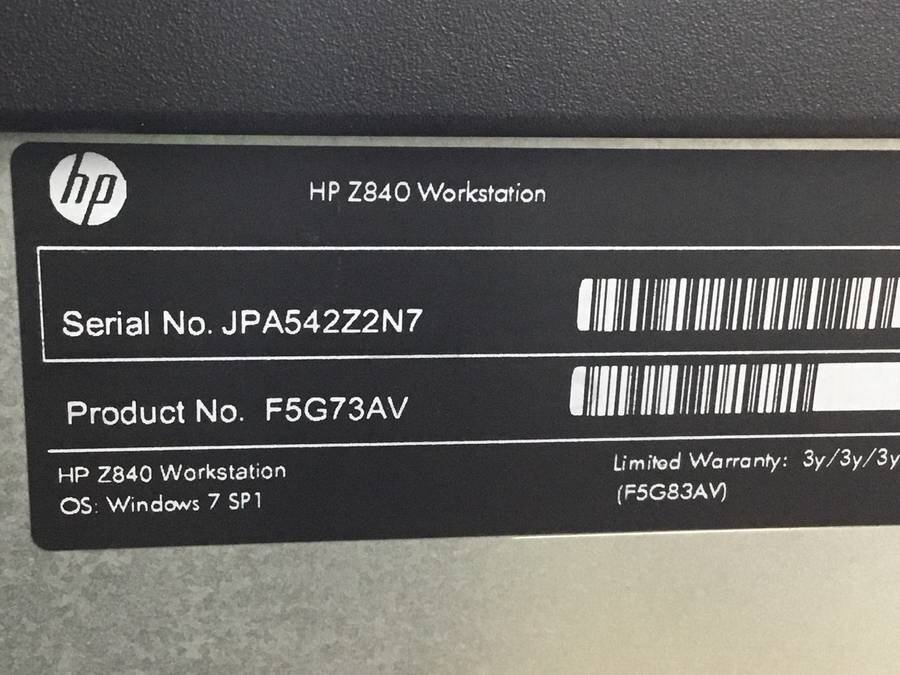 hp
HP Z840 Workstation
Serial No. JPA542Z2N7
Product No. F5G73AV
HP Z840 Workstation
OS: Windows 7 SP1
Limited Warranty: 3y/3y/3y
(F5G83AV)